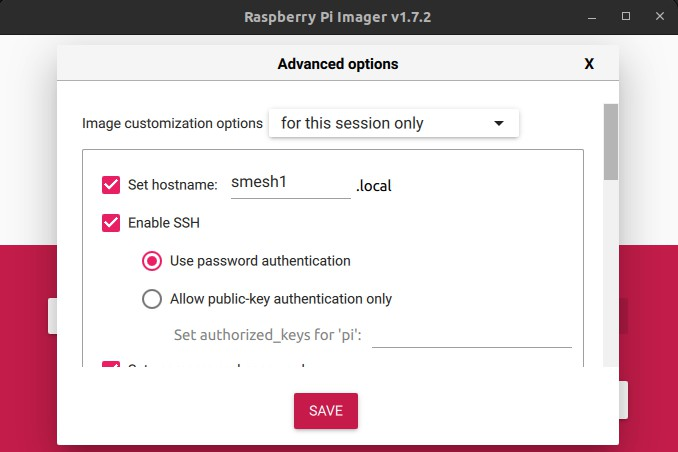 Raspberry Pi Imager v1.7.2
Advanced options X
Image customization options for this session only
Set hostname: smesh1 .local
Enable SSH
Use password authentication
Allow public-key authentication only
Set authorized_keys for 'pi':
SAVE